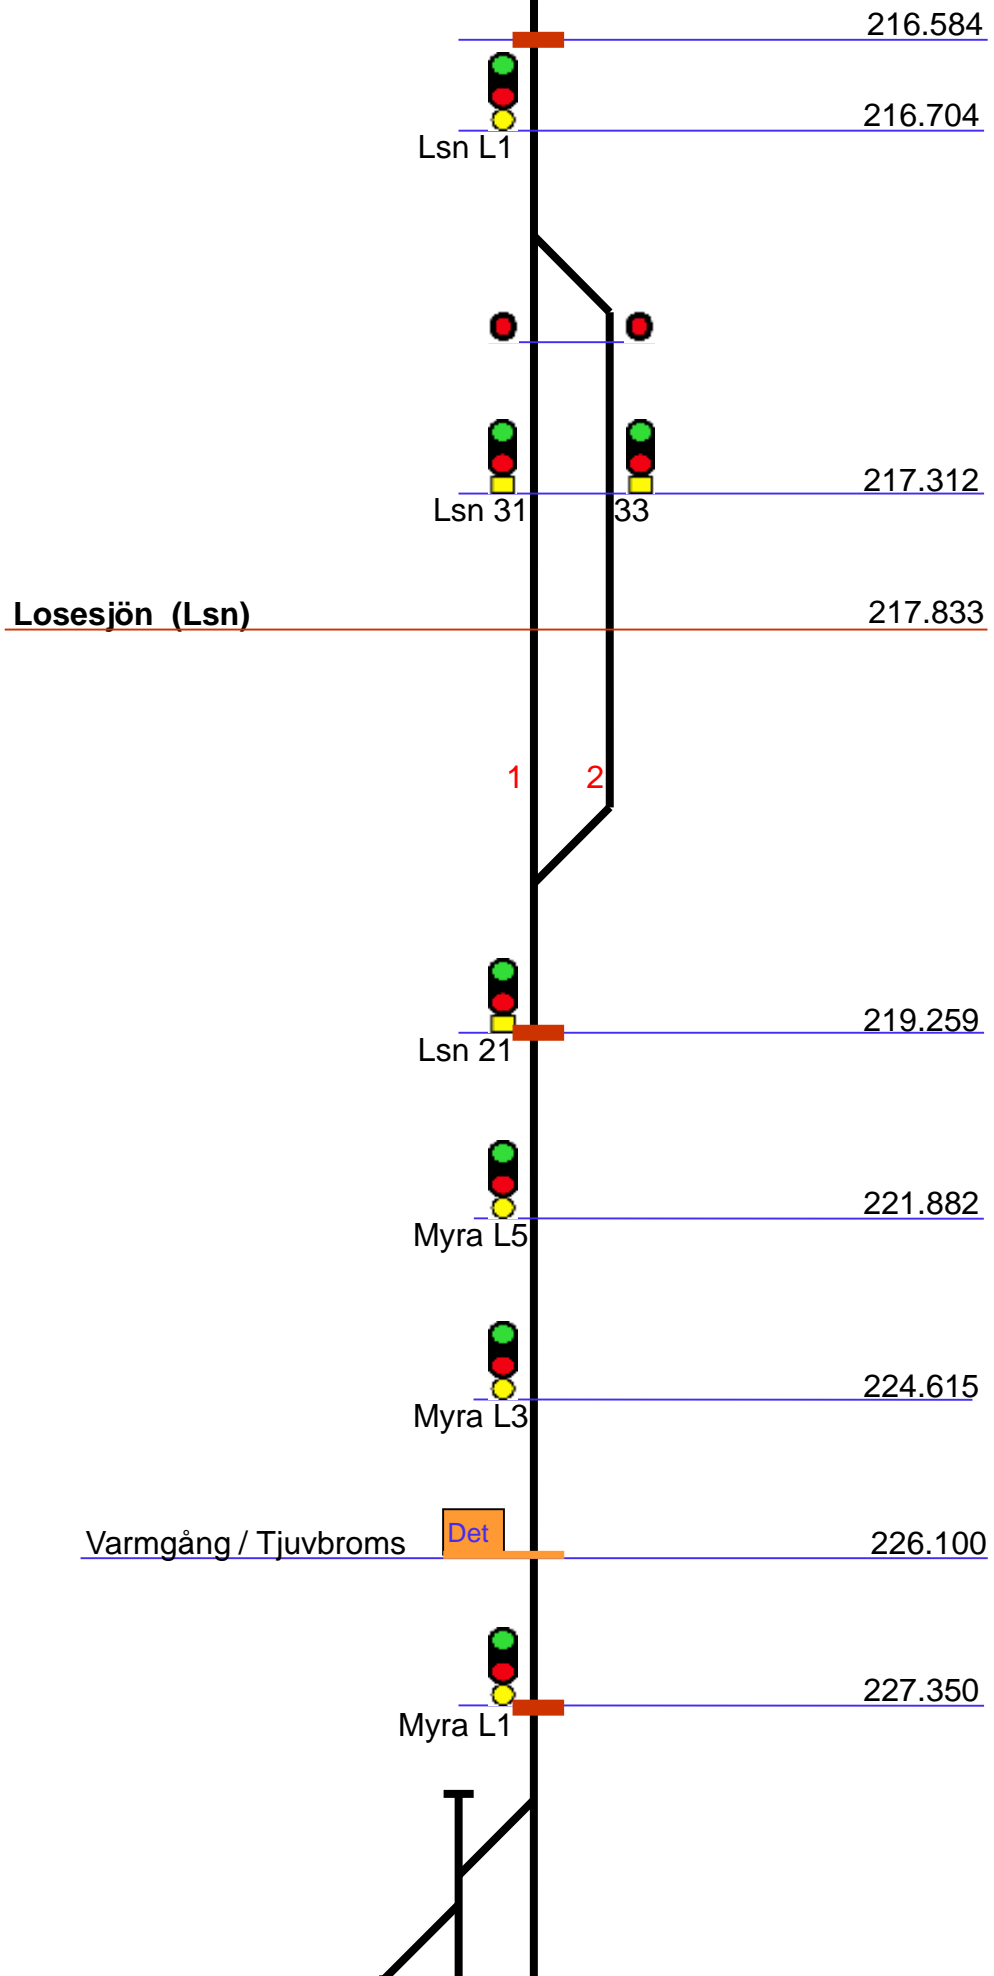 216.584
216.704
Lsn L1
217.312
Lsn 31
33
Losesjön (Lsn)
217.833
1
2
219.259
Lsn 21
221.882
Myra L5
224.615
Myra L3
Det
Varmgång / Tjuvbroms
226.100
227.350
Myra L1